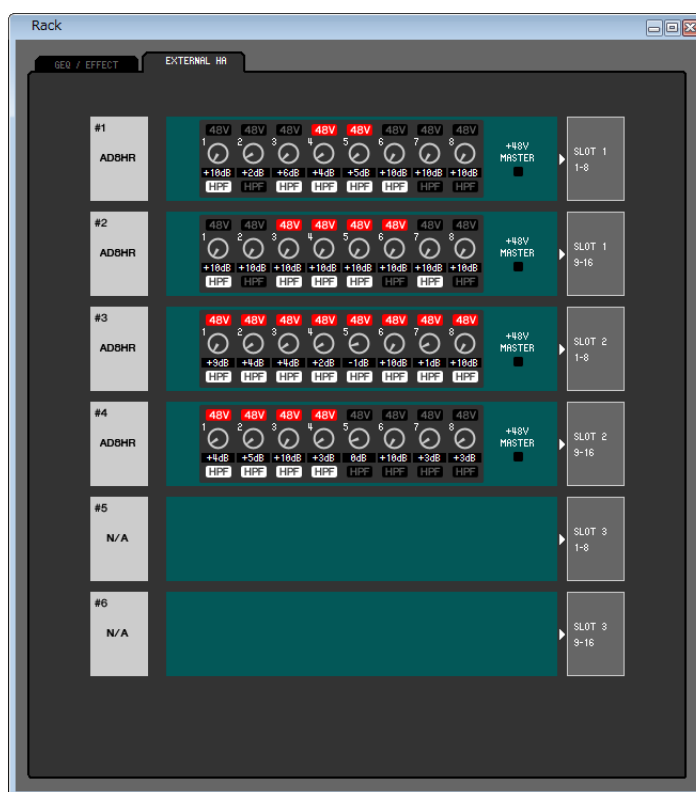 Rack
GEQ / EFFECT EXTERNAL HA
#1
AD8HR
48V 48V 48V 48V 48V 48V 48V 48V
1 2 3 4 5 6 7 8
+10dB +2dB +6dB +4dB +5dB +10dB +10dB +10dB
HPF HPF HPF HPF HPF HPF HPF HPF
+48V
MASTER
SLOT 1
1-8
#2
AD8HR
48V 48V 48V 48V 48V 48V 48V 48V
1 2 3 4 5 6 7 8
+10dB +10dB +10dB +10dB +10dB +10dB +10dB +10dB
HPF HPF HPF HPF HPF HPF HPF HPF
+48V
MASTER
SLOT 1
9-16
#3
AD8HR
48V 48V 48V 48V 48V 48V 48V 48V
1 2 3 4 5 6 7 8
+9dB +4dB +4dB +2dB -1dB +10dB +1dB +10dB
HPF HPF HPF HPF HPF HPF HPF HPF
+48V
MASTER
SLOT 2
1-8
#4
AD8HR
48V 48V 48V 48V 48V 48V 48V 48V
1 2 3 4 5 6 7 8
+4dB +5dB +10dB +3dB 0dB +10dB +3dB +3dB
HPF HPF HPF HPF HPF HPF HPF HPF
+48V
MASTER
SLOT 2
9-16
#5
N/A
SLOT 3
1-8
#6
N/A
SLOT 3
9-16